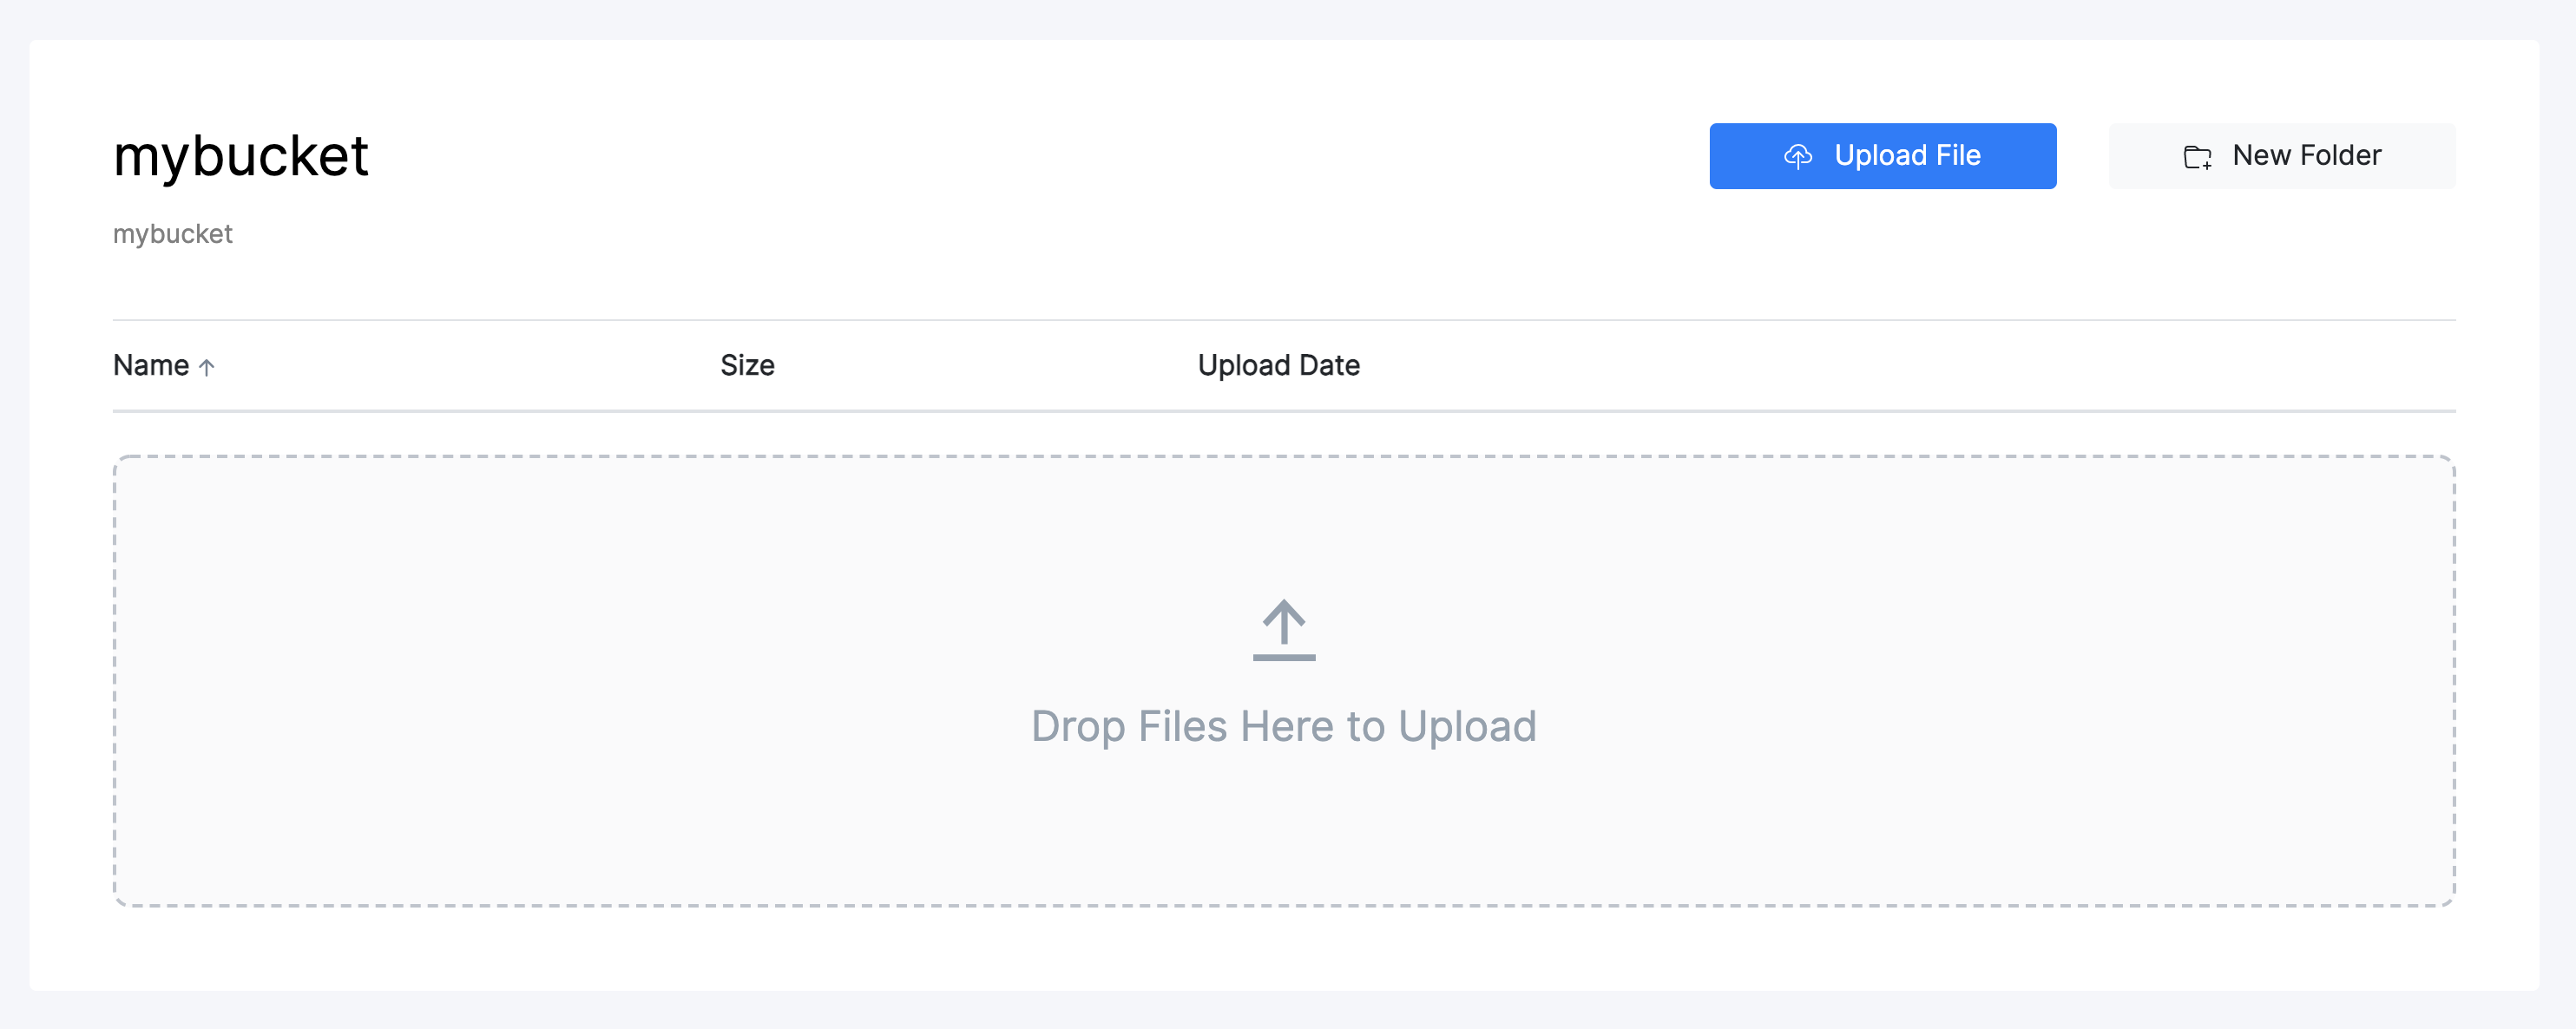 mybucket
Upload File
New Folder
mybucket
Name ↑
Size
Upload Date
Drop Files Here to Upload